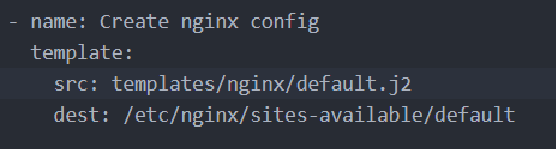 - name: Create nginx config
  template:
    src: templates/nginx/default.j2
    dest: /etc/nginx/sites-available/default